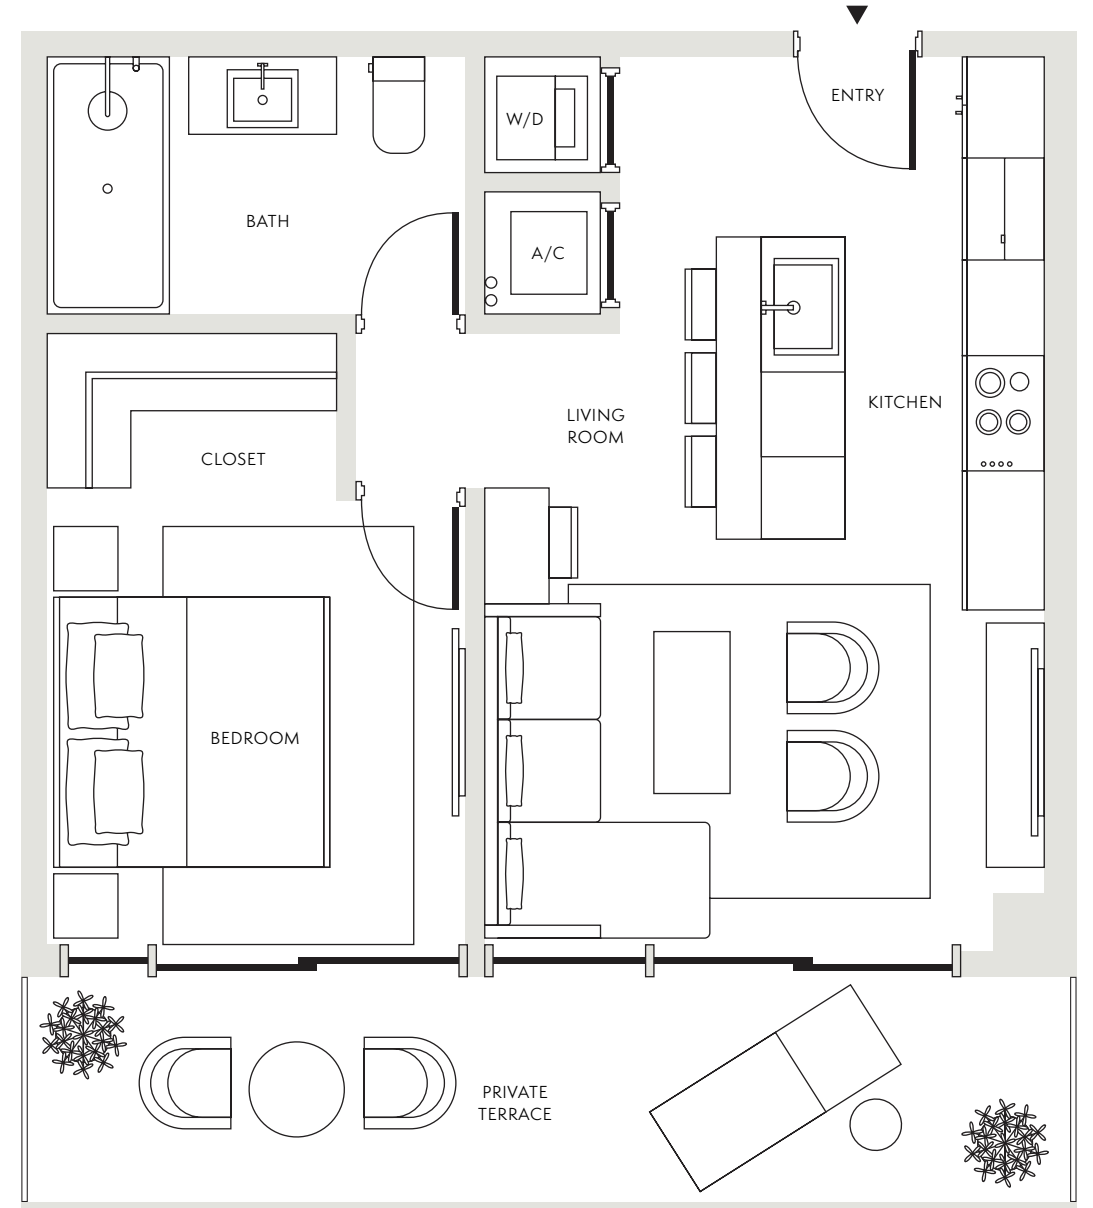 ENTRY
W/D
BATH
A/C
KITCHEN
LIVING
ROOM
CLOSET
BEDROOM
PRIVATE
TERRACE